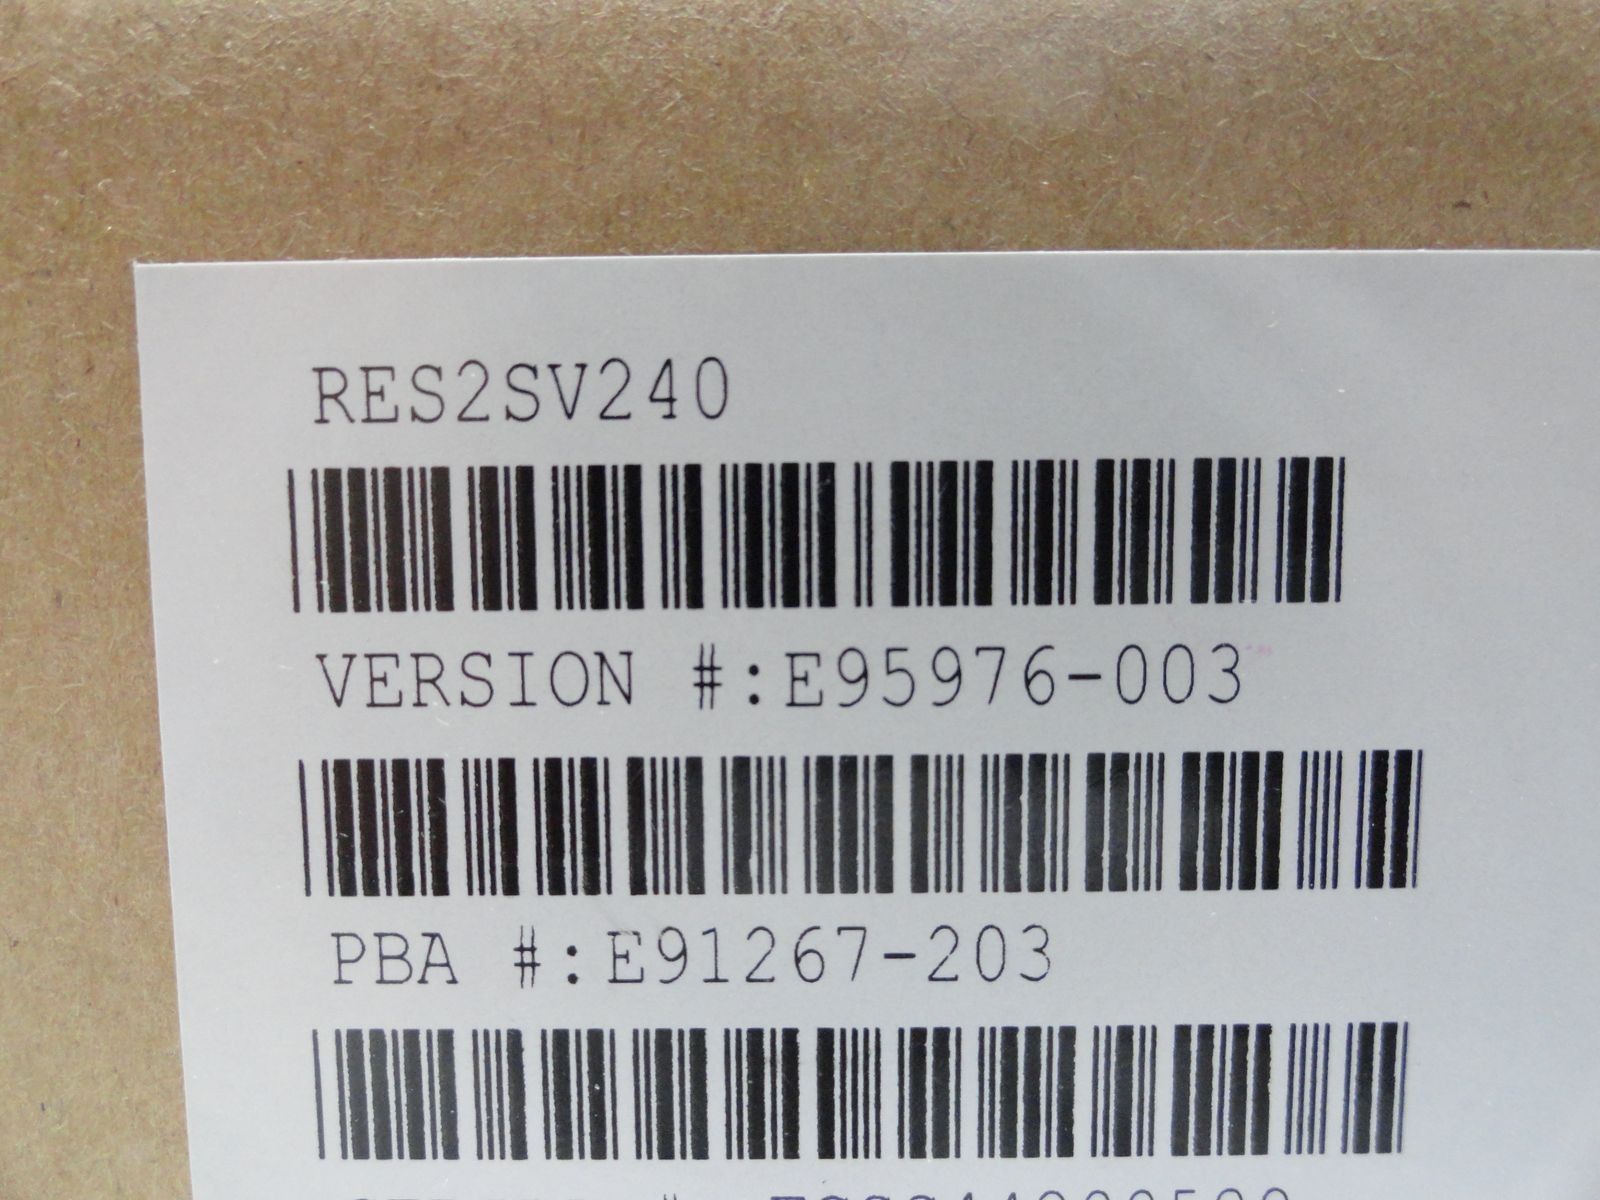 RES2SV240
VERSION #:E95976-003
PBA #:E91267-203